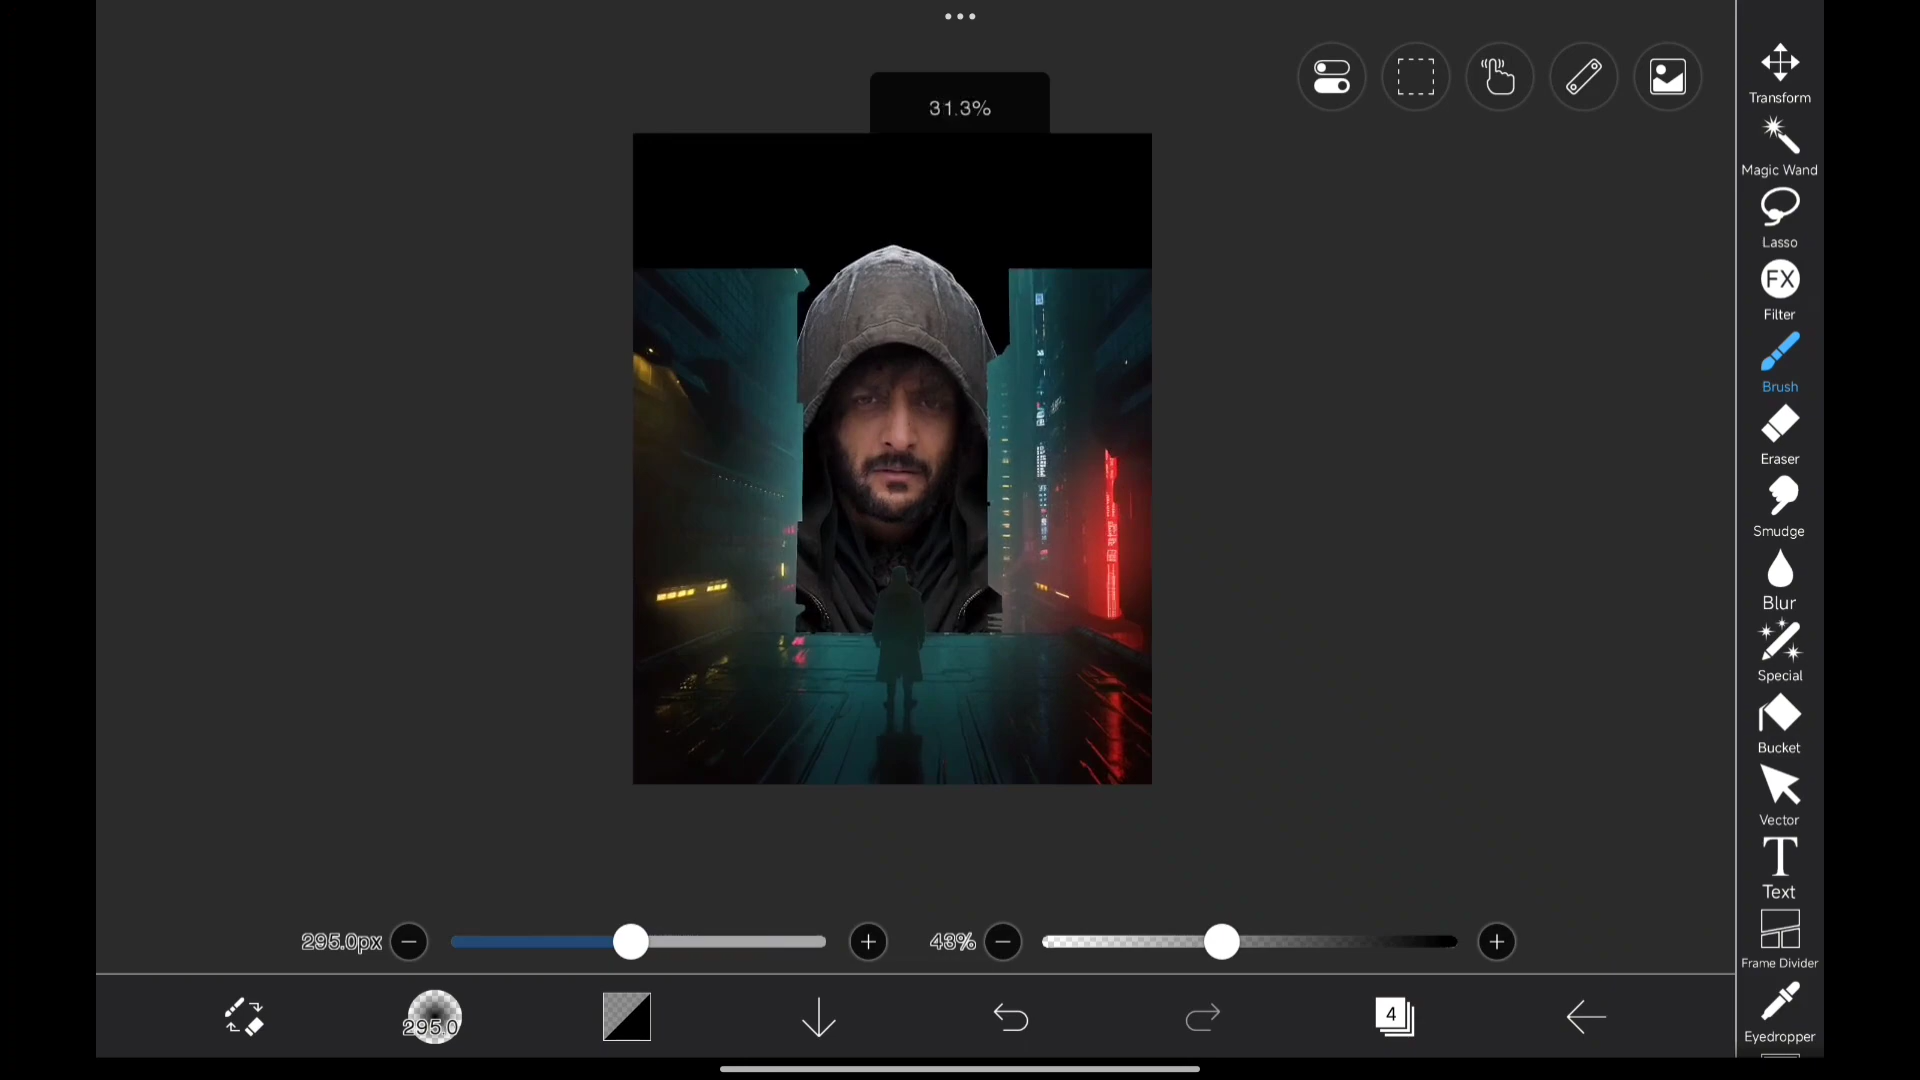 31.3%
Transform
Magic Wand
Lasso
FX
Filter
Brush
Eraser
Smudge
Blur
Special
Bucket
Vector
T
Text
Frame Divider
Eyedropper
295.0px
43%
295.0
4